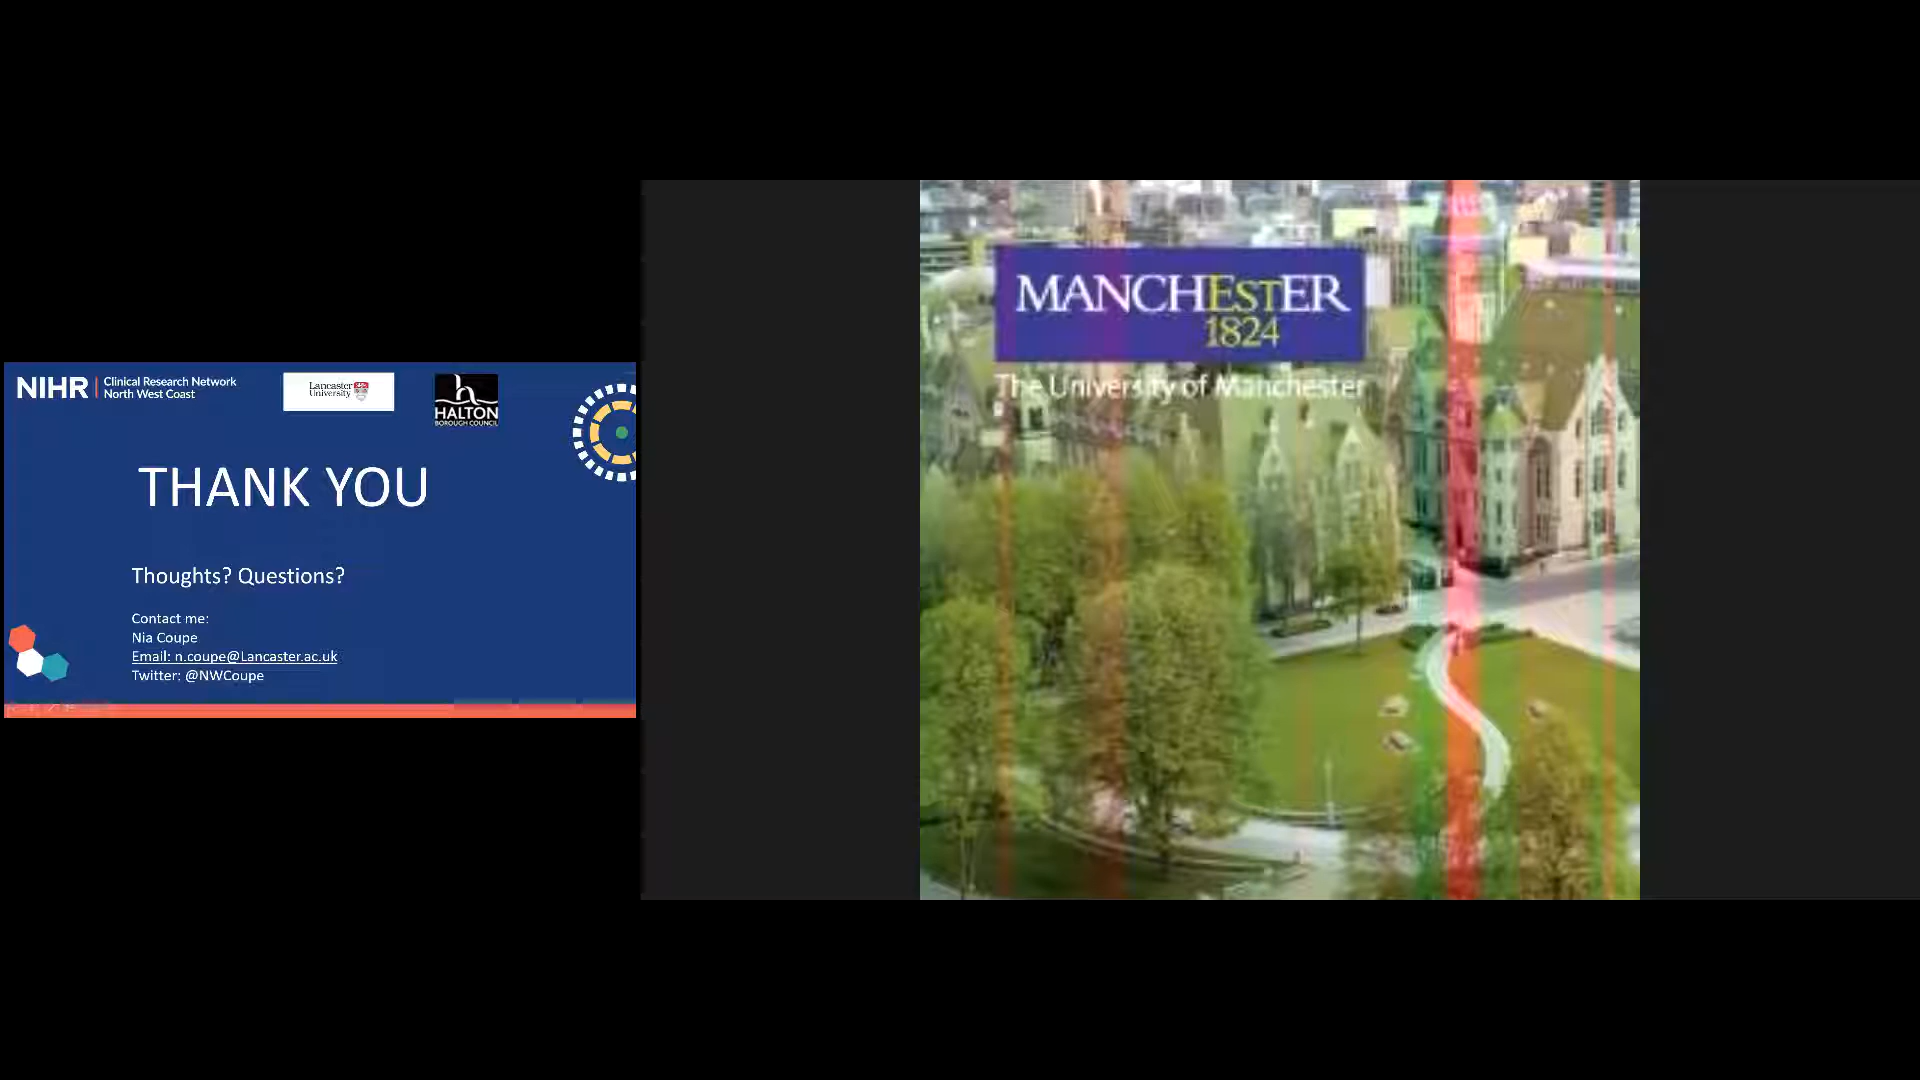 NIHR | Clinical Research Network
North West Coast
Lancaster
University
HALTON
BOROUGH COUNCIL
THANK YOU
Thoughts? Questions?
Contact me:
Nia Coupe
Email: n.coupe@Lancaster.ac.uk
Twitter: @NWCoupe
MANCHESTER
1824
The University of Manchester